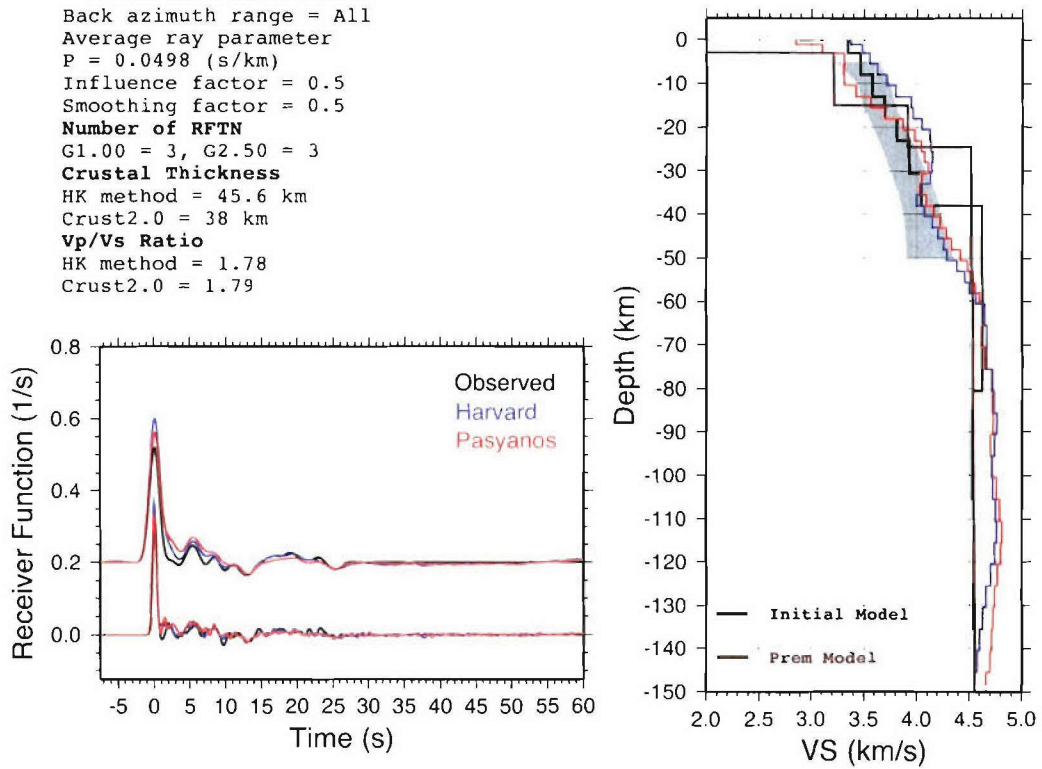 Back azimuth range = All
Average ray parameter
P = 0.0498 (s/km)
Influence factor = 0.5
Smoothing factor = 0.5
Number of RFTN
G1.00 = 3, G2.50 = 3
Crustal Thickness
HK method = 45.6 km
Crust2.0 = 38 km
Vp/Vs Ratio
HK method = 1.78
Crust2.0 = 1.79
0.8
0.6
0.4
0.2
0.0
Receiver Function (1/s)
Observed
Harvard
Pasyanos
-5 0 5 10 15 20 25 30 35 40 45 50 55 60
Time (s)
0
-10
-20
-30
-40
-50
-60
-70
-80
-90
-100
-110
-120
-130
-140
-150
Depth (km)
Initial Model
Prem Model
2.0 2.5 3.0 3.5 4.0 4.5 5.0
VS (km/s)